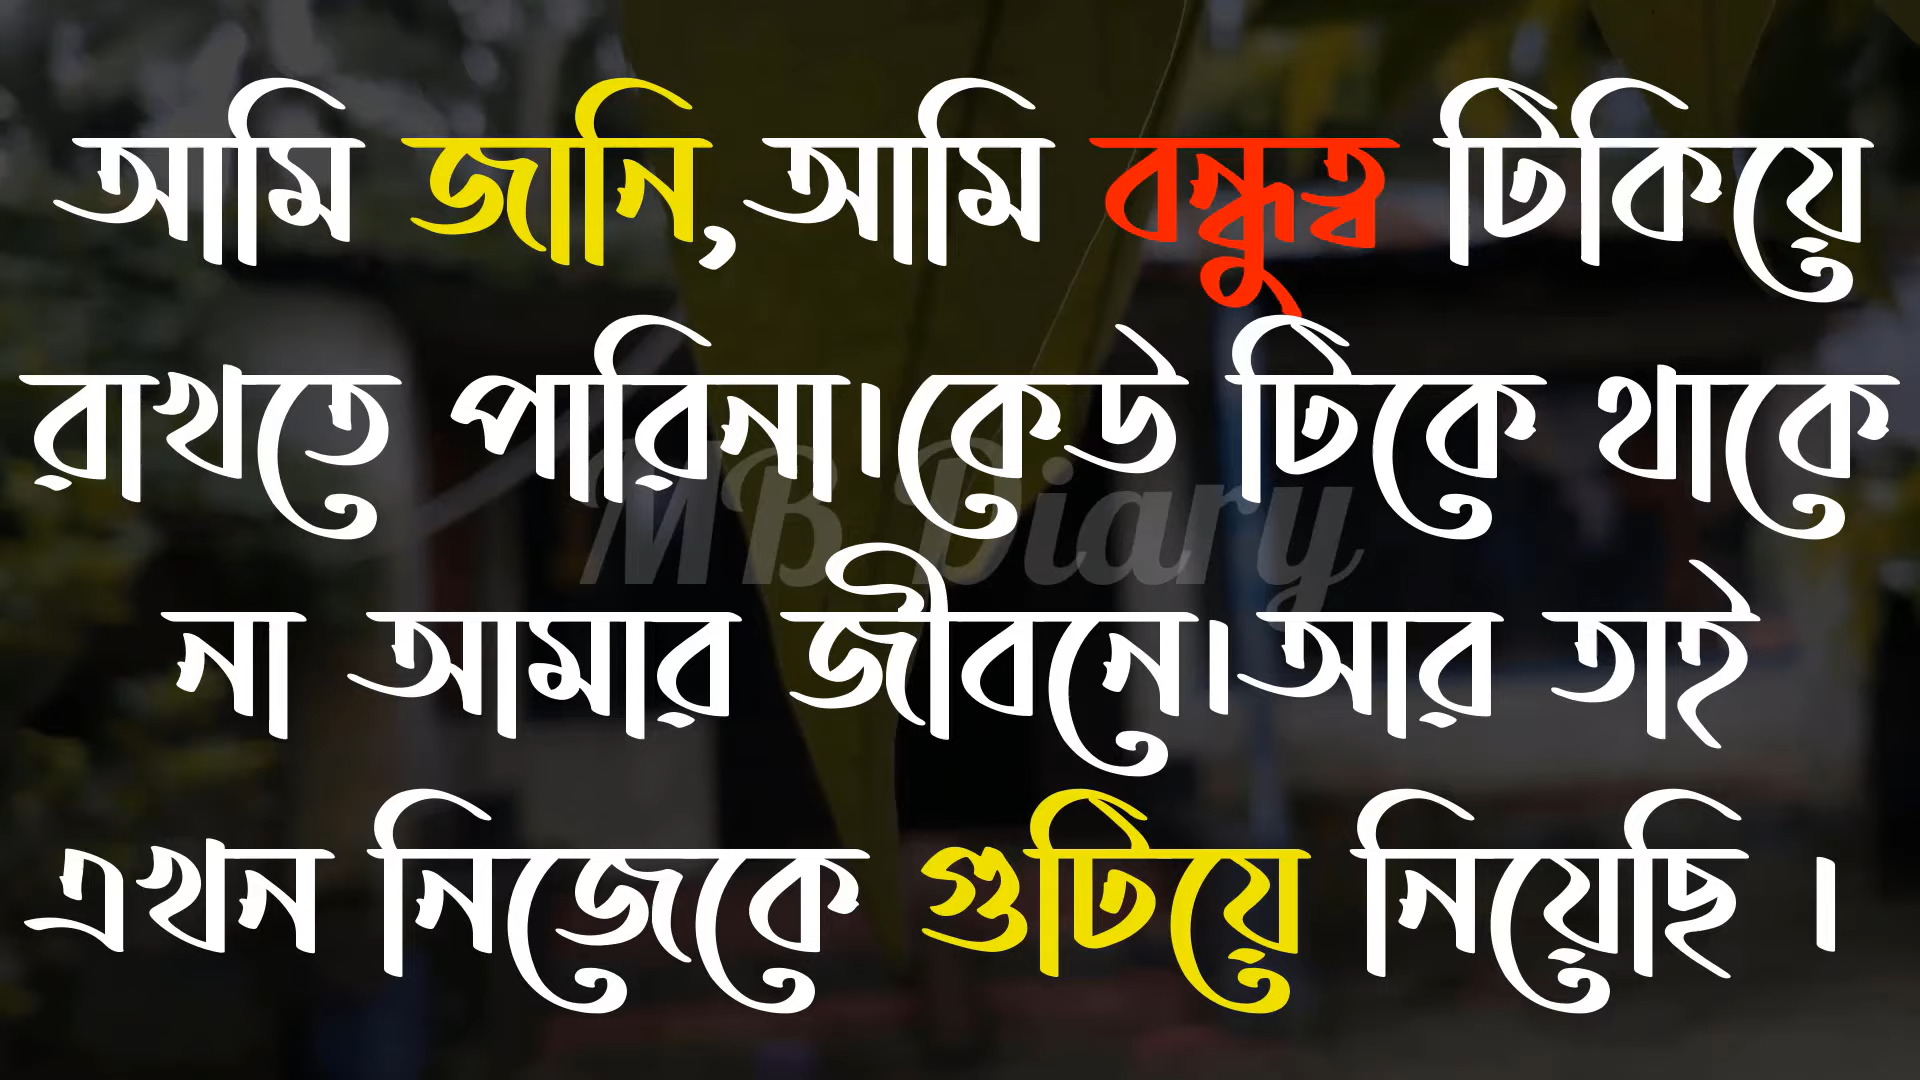 আমি জানি,আমি বন্ধুত্ব টিকিয়ে
রাখতে পারিনা।কেউ টিকে থাকে
MB Diary
না আমার জীবনে।আর তাই
এখন নিজেকে গুটিয়ে নিয়েছি ।